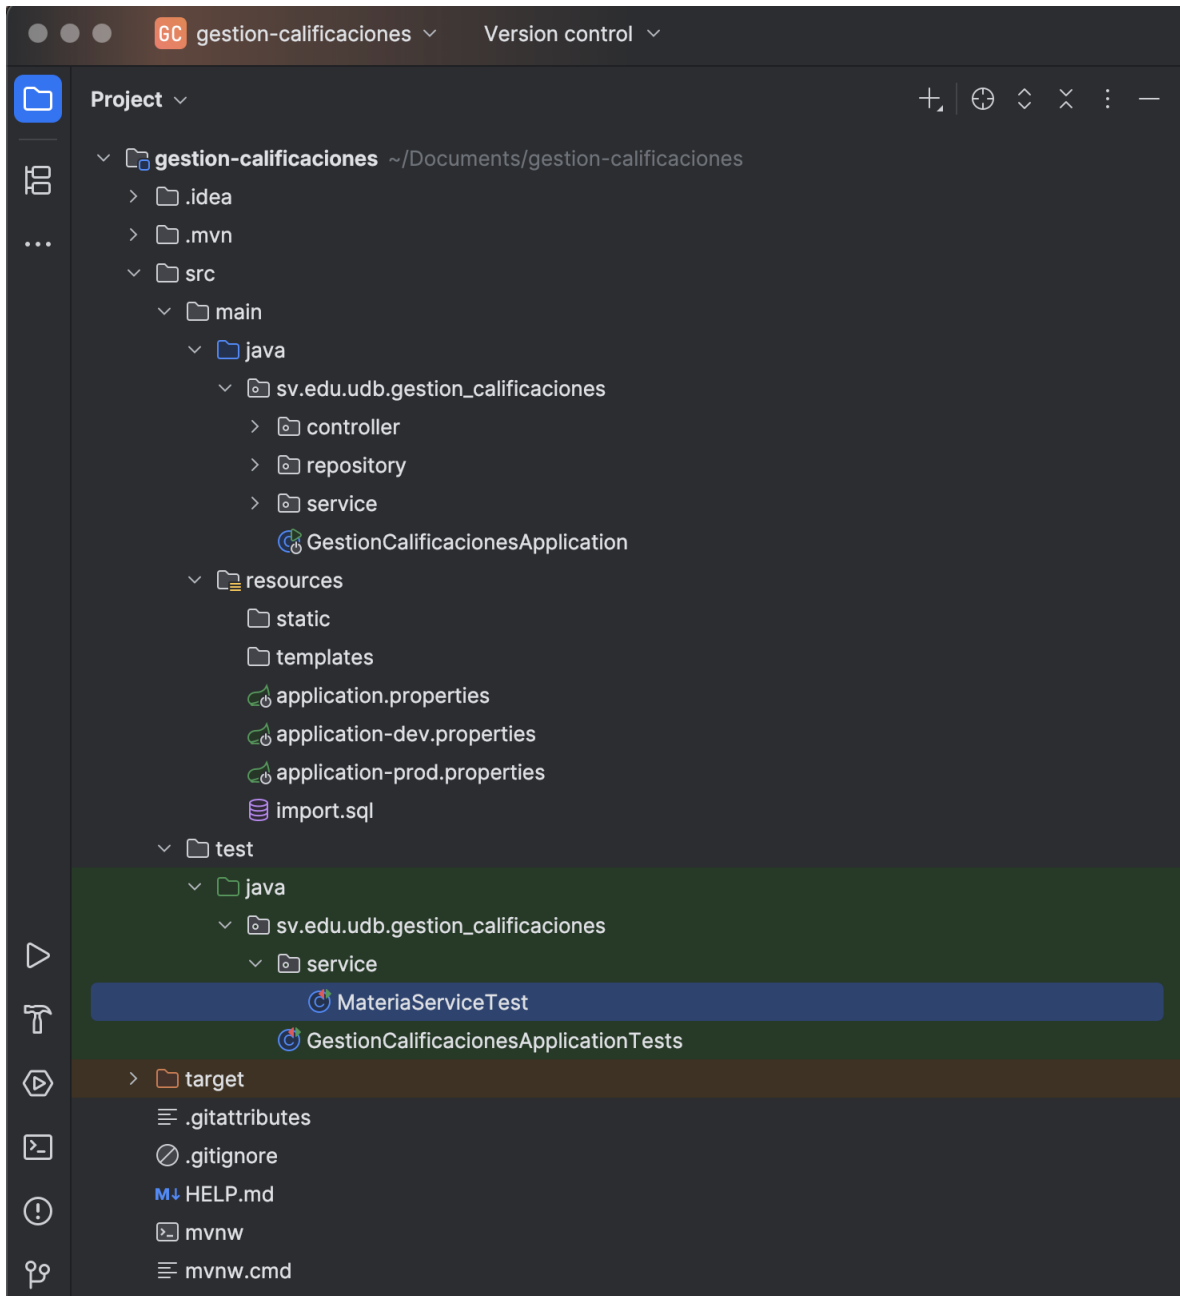 GC gestion-calificaciones Version control
Project
gestion-calificaciones ~/Documents/gestion-calificaciones
.idea
.mvn
src
main
java
sv.edu.udb.gestion_calificaciones
controller
repository
service
GestionCalificacionesApplication
resources
static
templates
application.properties
application-dev.properties
application-prod.properties
import.sql
test
java
sv.edu.udb.gestion_calificaciones
service
MateriaServiceTest
GestionCalificacionesApplicationTests
target
.gitattributes
.gitignore
M↓ HELP.md
mvnw
mvnw.cmd